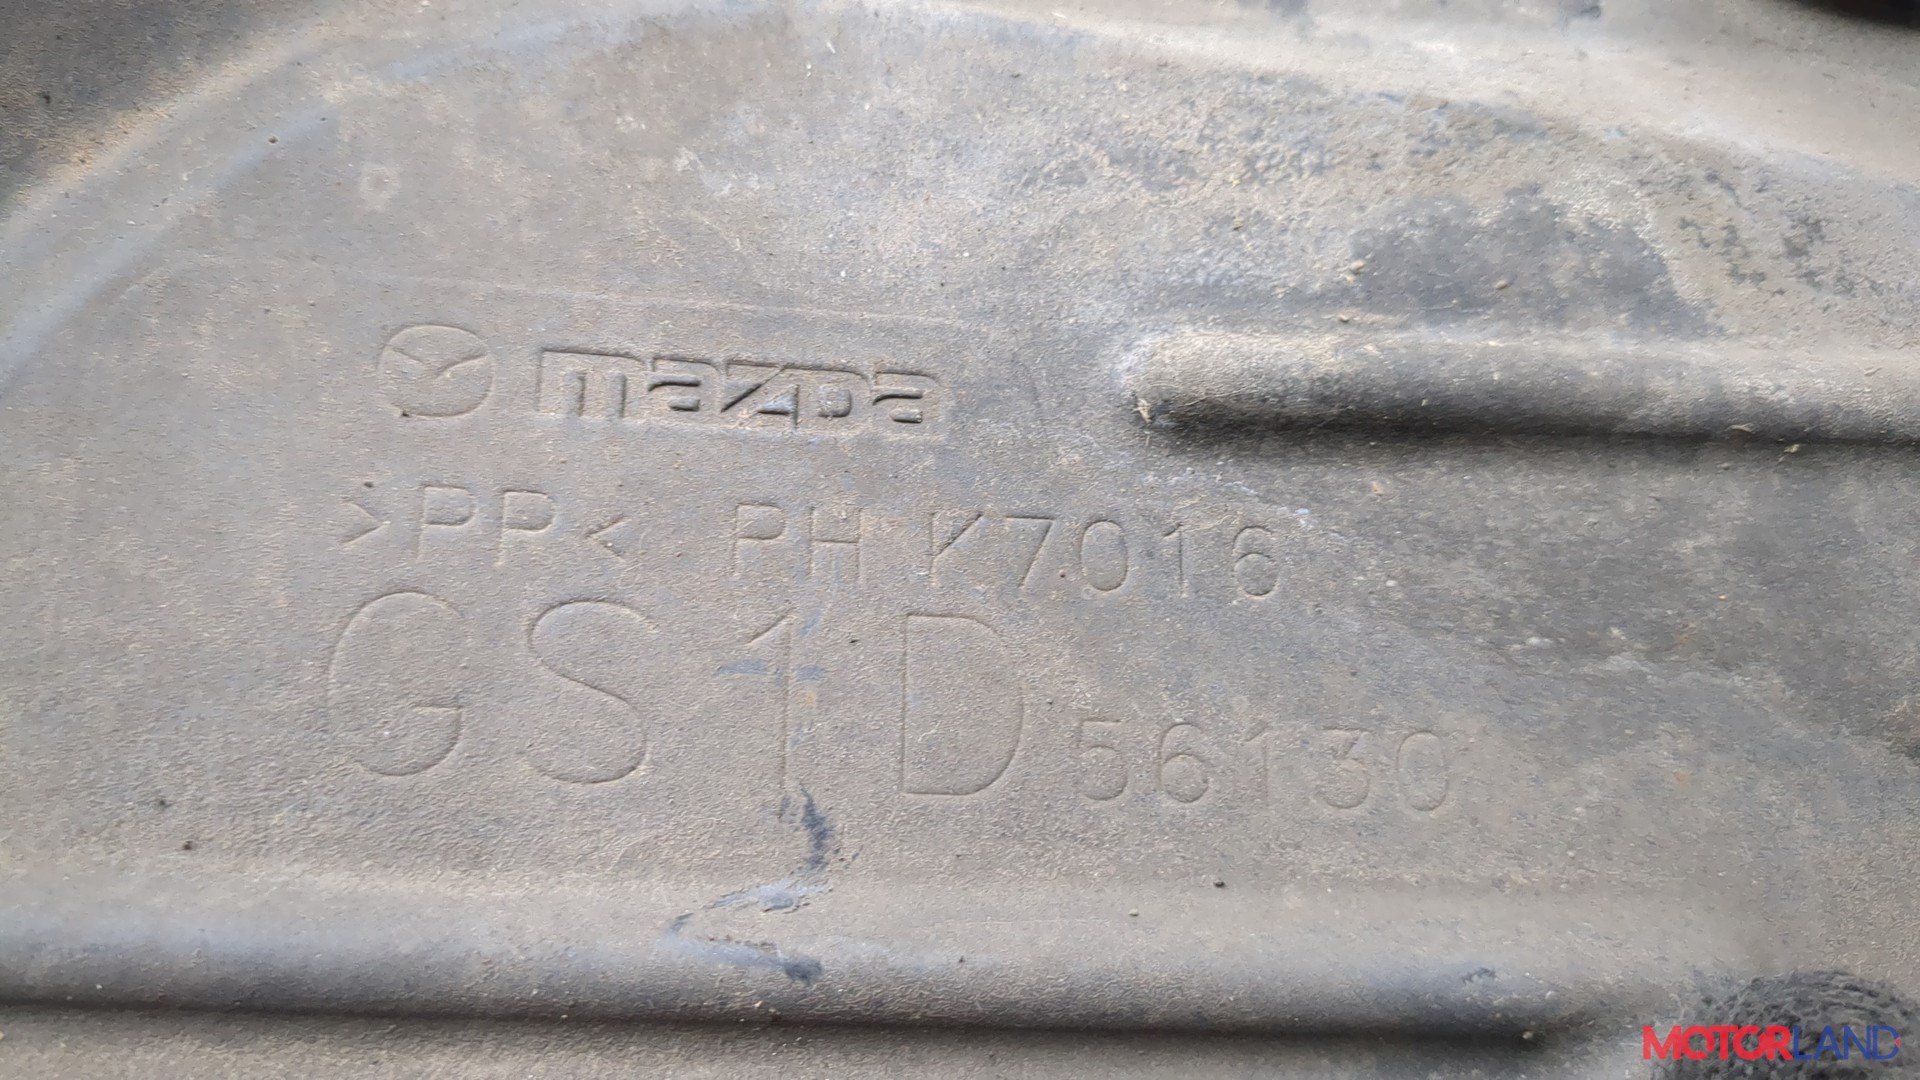 mazda
>PP< PH K7016
GS1D 56130
MOTORLAND